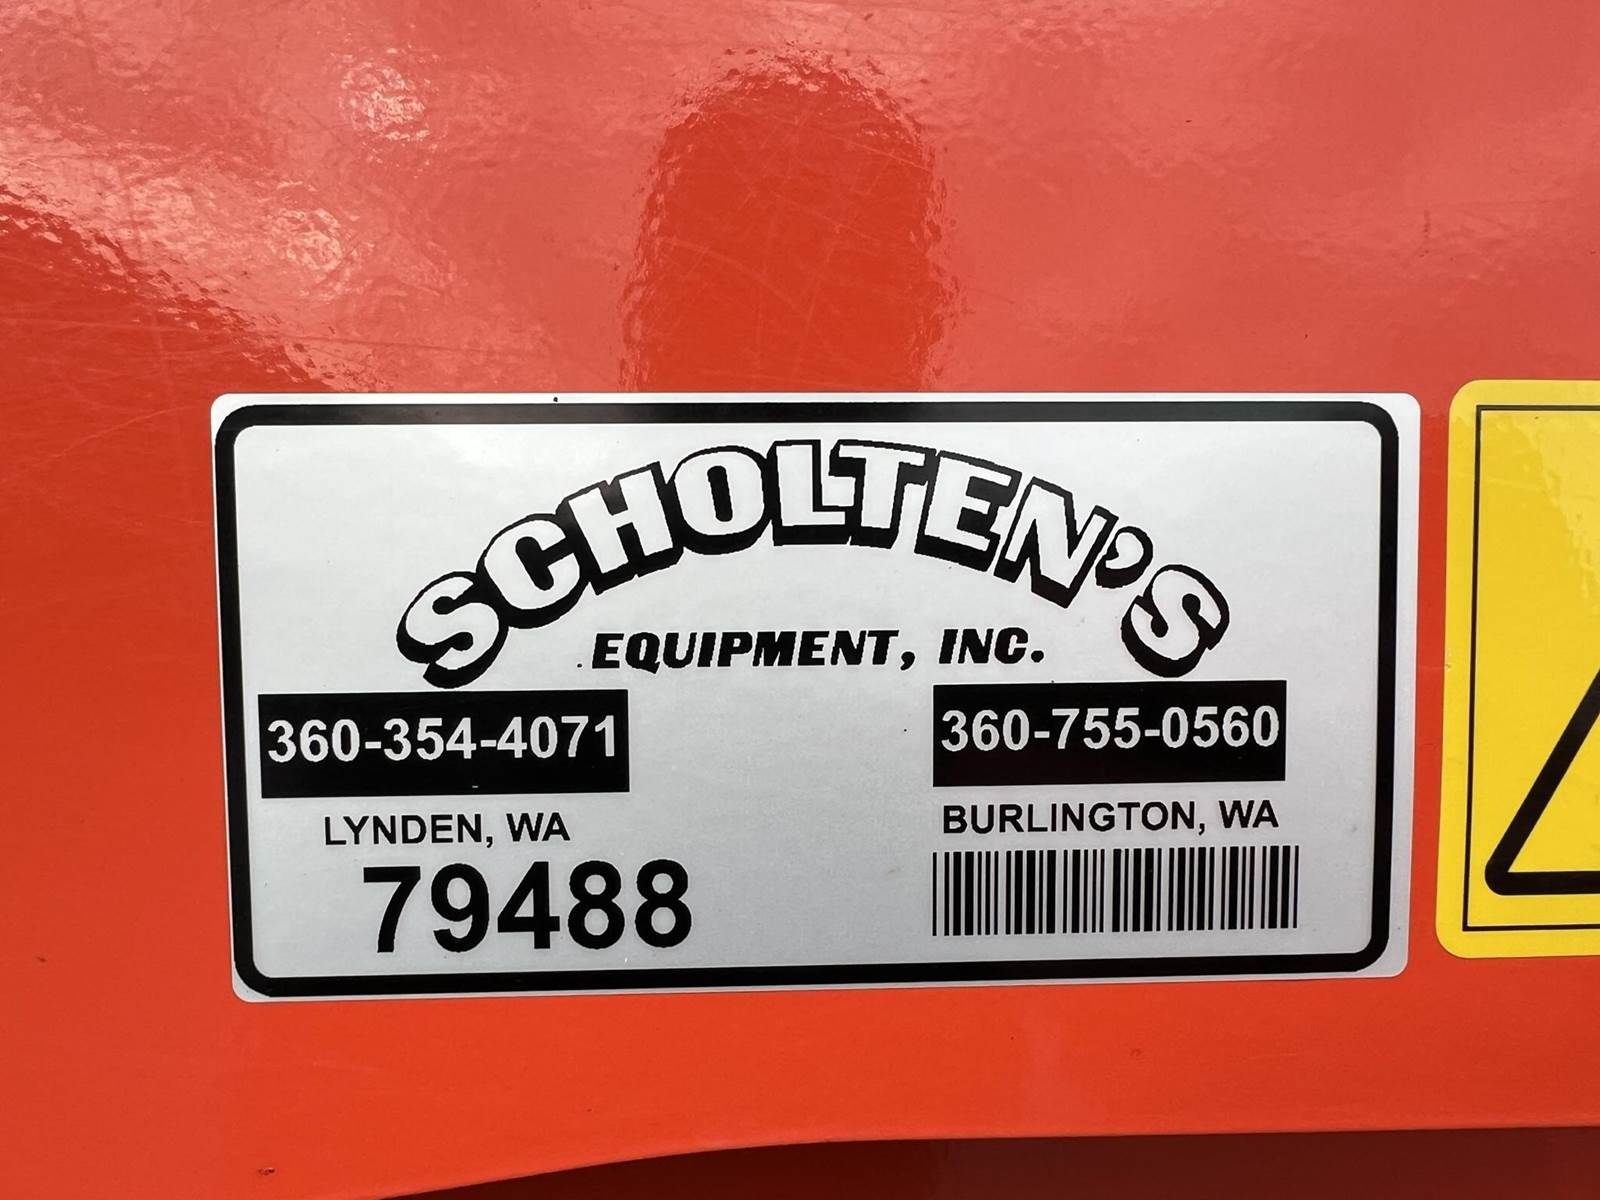 SCHOLTEN'S
EQUIPMENT, INC.
360-354-4071
LYNDEN, WA
79488
360-755-0560
BURLINGTON, WA